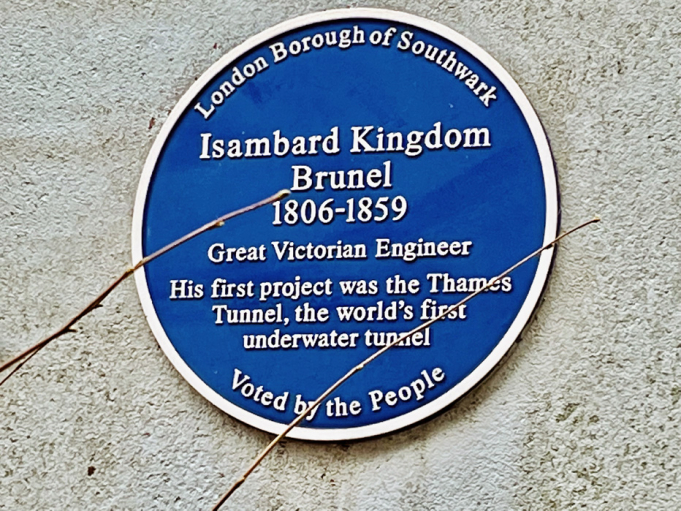 London Borough of Southwark
Isambard Kingdom
Brunel
1806-1859
Great Victorian Engineer
His first project was the Thames
Tunnel, the world's first
underwater tunnel
Voted by the People